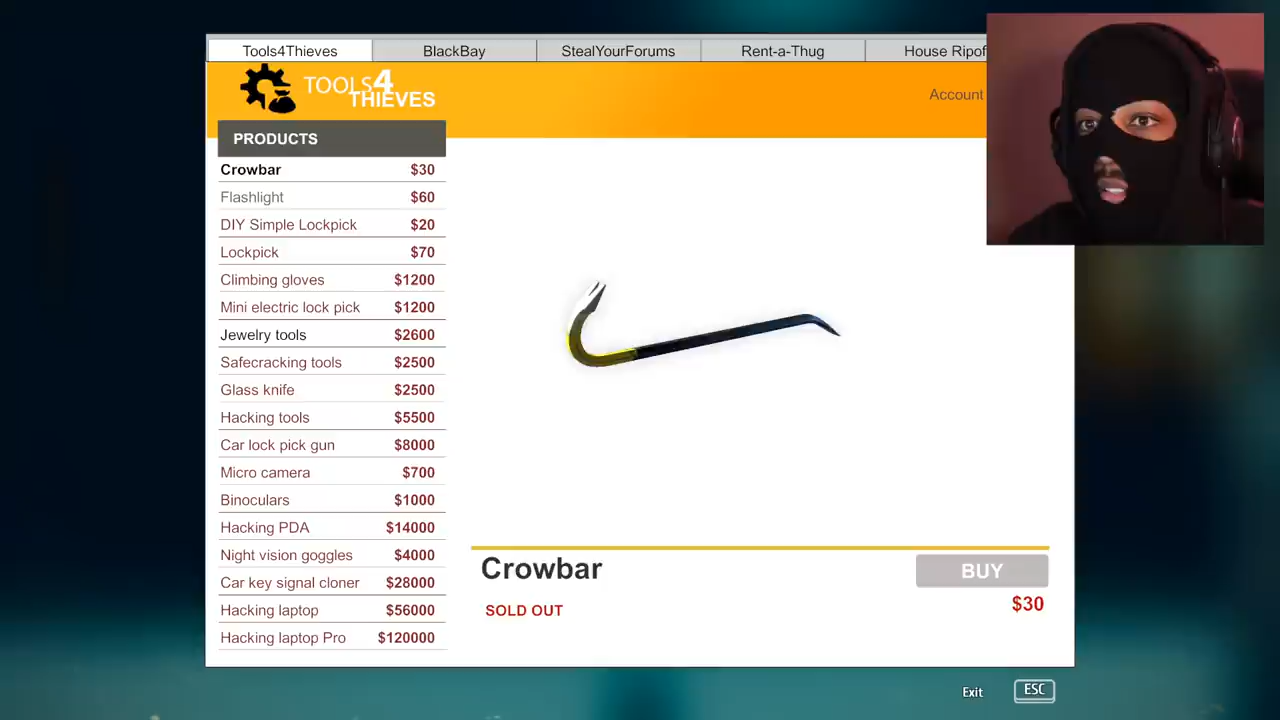 Tools4Thieves BlackBay StealYourForums Rent-a-Thug House Ripof
TOOLS4
THIEVES
Account
PRODUCTS
Crowbar $30
Flashlight $60
DIY Simple Lockpick $20
Lockpick $70
Climbing gloves $1200
Mini electric lock pick $1200
Jewelry tools $2600
Safecracking tools $2500
Glass knife $2500
Hacking tools $5500
Car lock pick gun $8000
Micro camera $700
Binoculars $1000
Hacking PDA $14000
Night vision goggles $4000
Car key signal cloner $28000
Hacking laptop $56000
Hacking laptop Pro $120000
Crowbar
BUY
SOLD OUT
$30
Exit ESC